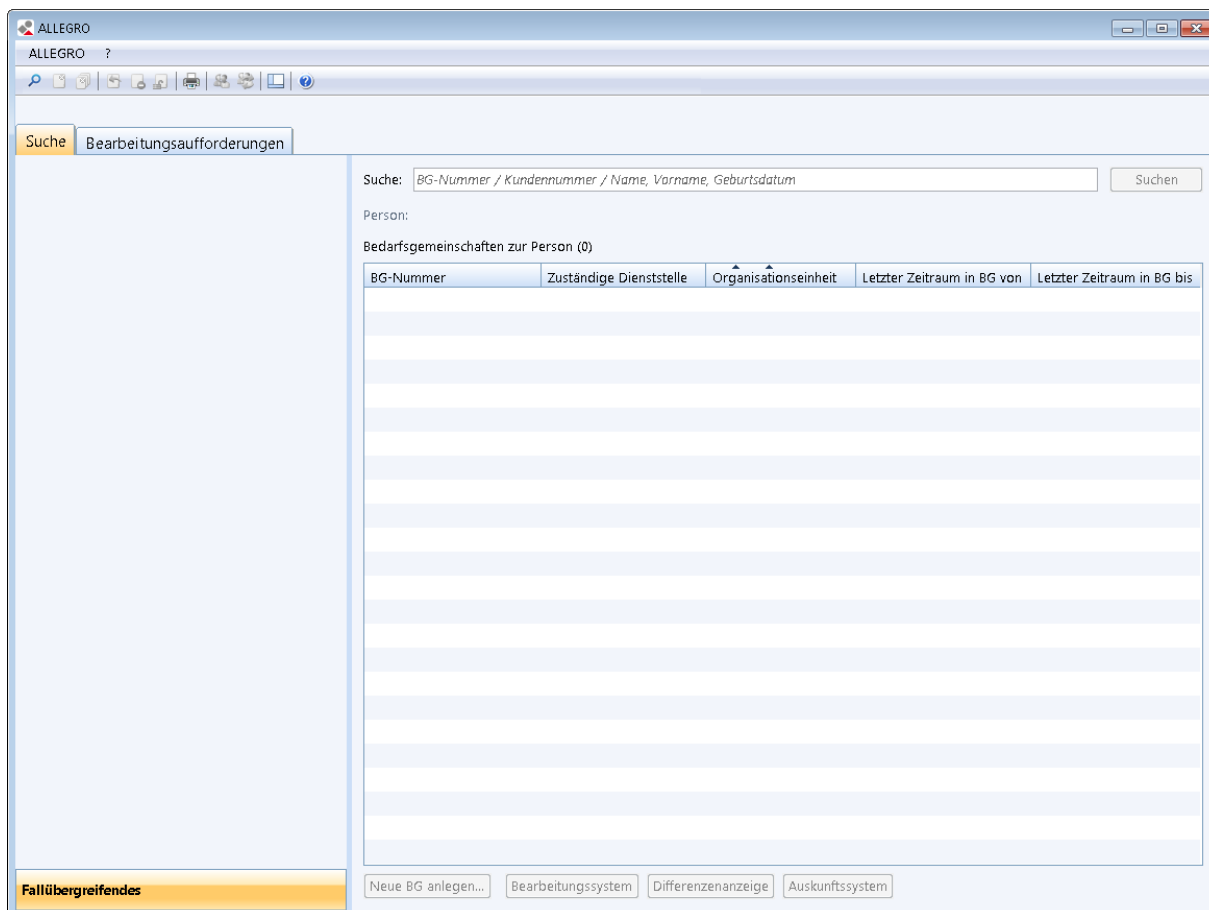 ALLEGRO
ALLEGRO ?
Suche Bearbeitungsaufforderungen
Suche: BG-Nummer / Kundennummer / Name, Vorname, Geburtsdatum Suchen
Person:
Bedarfsgemeinschaften zur Person (0)
BG-Nummer Zuständige Dienststelle Organisationseinheit Letzter Zeitraum in BG von Letzter Zeitraum in BG bis
Fallübergreifendes
Neue BG anlegen... Bearbeitungssystem Differenzenanzeige Auskunftssystem